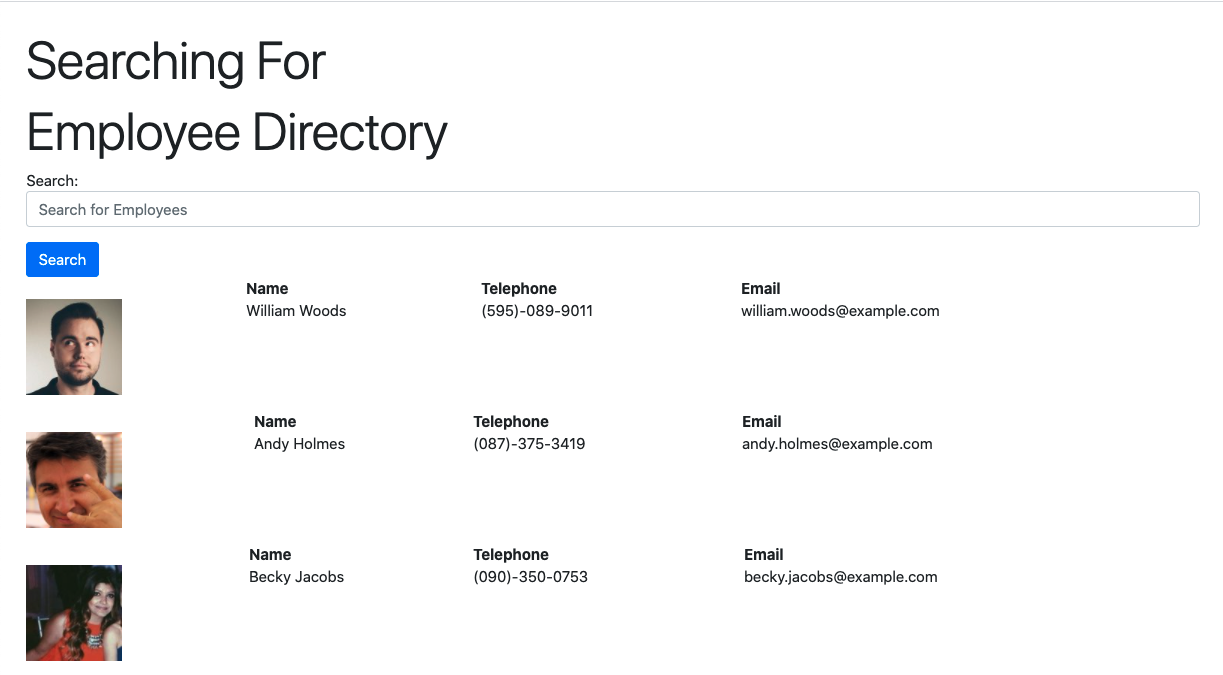 Searching For
Employee Directory
Search:
Search for Employees
Search
Name Telephone Email
William Woods (595)-089-9011 william.woods@example.com
Name Telephone Email
Andy Holmes (087)-375-3419 andy.holmes@example.com
Name Telephone Email
Becky Jacobs (090)-350-0753 becky.jacobs@example.com